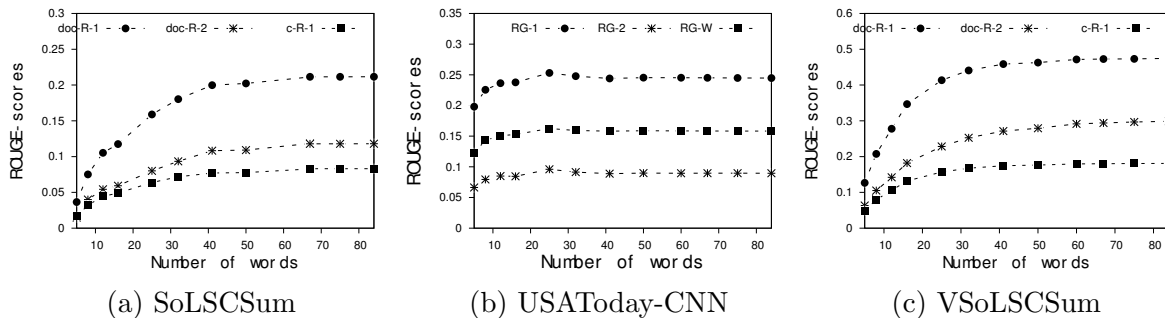 0.3
doc-R-1 doc-R-2 c-R-1
0.25
0.2
0.15
0.1
0.05
0
ROUGE-scores
10 20 30 40 50 60 70 80
Number of words
(a) SoLSCSum
0.35
RG-1 RG-2 RG-W
0.3
0.25
0.2
0.15
0.1
0.05
0
ROUGE-scores
10 20 30 40 50 60 70 80
Number of words
(b) USAToday-CNN
0.6
doc-R-1 doc-R-2 c-R-1
0.5
0.4
0.3
0.2
0.1
0
ROUGE-scores
10 20 30 40 50 60 70 80
Number of words
(c) VSoLSCSum